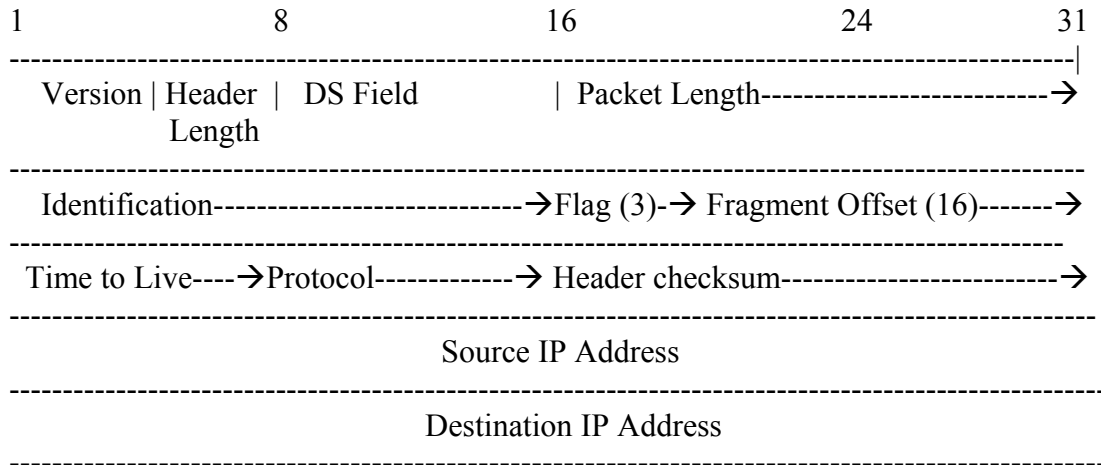 1 8 16 24 31
--------------------------------------------------------------------------------------------------|
Version | Header | DS Field | Packet Length---------------------------→
Length
---------------------------------------------------------------------------------------------------
Identification-----------------------------→Flag (3)-→ Fragment Offset (16)-------→
-------------------------------------------------------------------------------------------------
Time to Live----→Protocol-------------→ Header checksum--------------------------→
----------------------------------------------------------------------------------------------------
Source IP Address
-----------------------------------------------------------------------------------------------------
Destination IP Address
-----------------------------------------------------------------------------------------------------